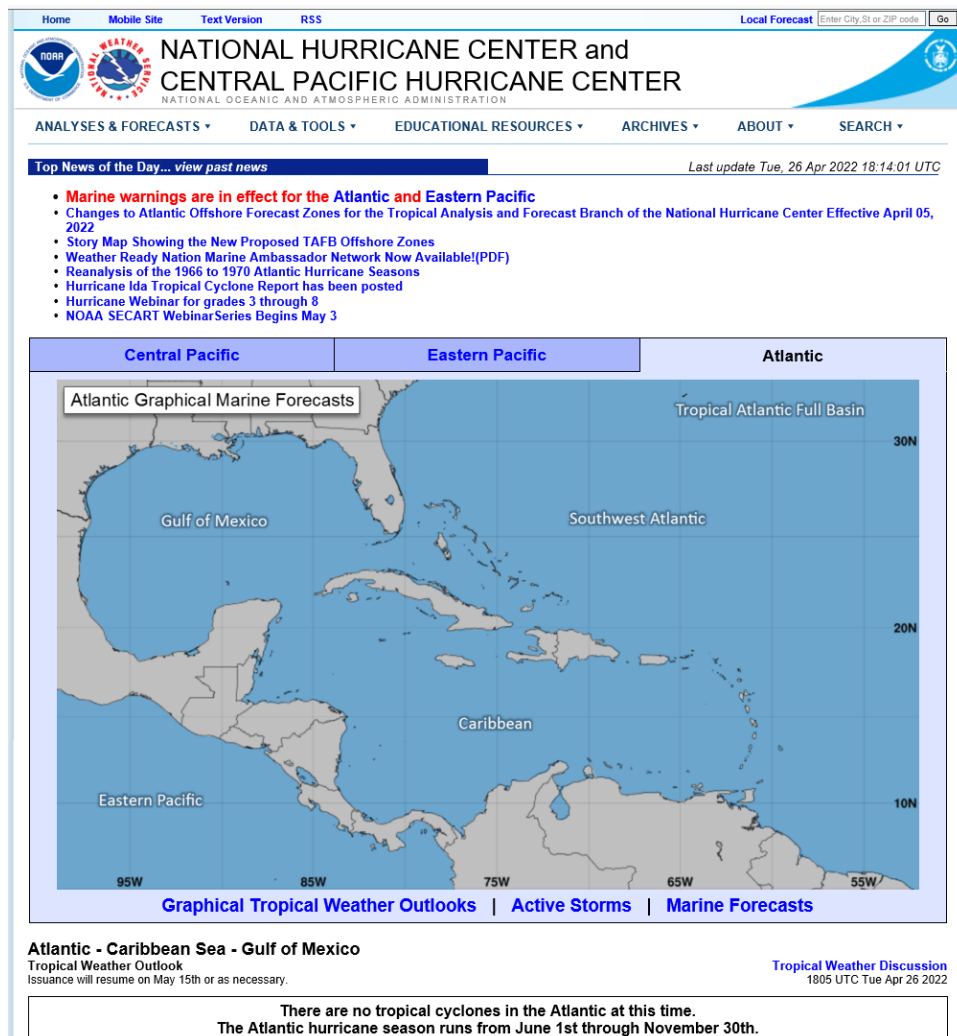 Home Mobile Site Text Version RSS Local Forecast Enter City,St or ZIP code Go
NOAA
NATIONAL HURRICANE CENTER and
CENTRAL PACIFIC HURRICANE CENTER
NATIONAL OCEANIC AND ATMOSPHERIC ADMINISTRATION
ANALYSES & FORECASTS ▾ DATA & TOOLS ▾ EDUCATIONAL RESOURCES ▾ ARCHIVES ▾ ABOUT ▾ SEARCH ▾
Top News of the Day... view past news Last update Tue, 26 Apr 2022 18:14:01 UTC
• Marine warnings are in effect for the Atlantic and Eastern Pacific
• Changes to Atlantic Offshore Forecast Zones for the Tropical Analysis and Forecast Branch of the National Hurricane Center Effective April 05,
2022
• Story Map Showing the New Proposed TAFB Offshore Zones
• Weather Ready Nation Marine Ambassador Network Now Available!(PDF)
• Reanalysis of the 1966 to 1970 Atlantic Hurricane Seasons
• Hurricane Ida Tropical Cyclone Report has been posted
• Hurricane Webinar for grades 3 through 8
• NOAA SECART WebinarSeries Begins May 3
Central Pacific Eastern Pacific Atlantic
Atlantic Graphical Marine Forecasts
Tropical Atlantic Full Basin
30N
Gulf of Mexico
Southwest Atlantic
20N
Caribbean
Eastern Pacific
10N
95W 85W 75W 65W 55W
Graphical Tropical Weather Outlooks | Active Storms | Marine Forecasts
Atlantic - Caribbean Sea - Gulf of Mexico
Tropical Weather Outlook Tropical Weather Discussion
Issuance will resume on May 15th or as necessary. 1805 UTC Tue Apr 26 2022
There are no tropical cyclones in the Atlantic at this time.
The Atlantic hurricane season runs from June 1st through November 30th.